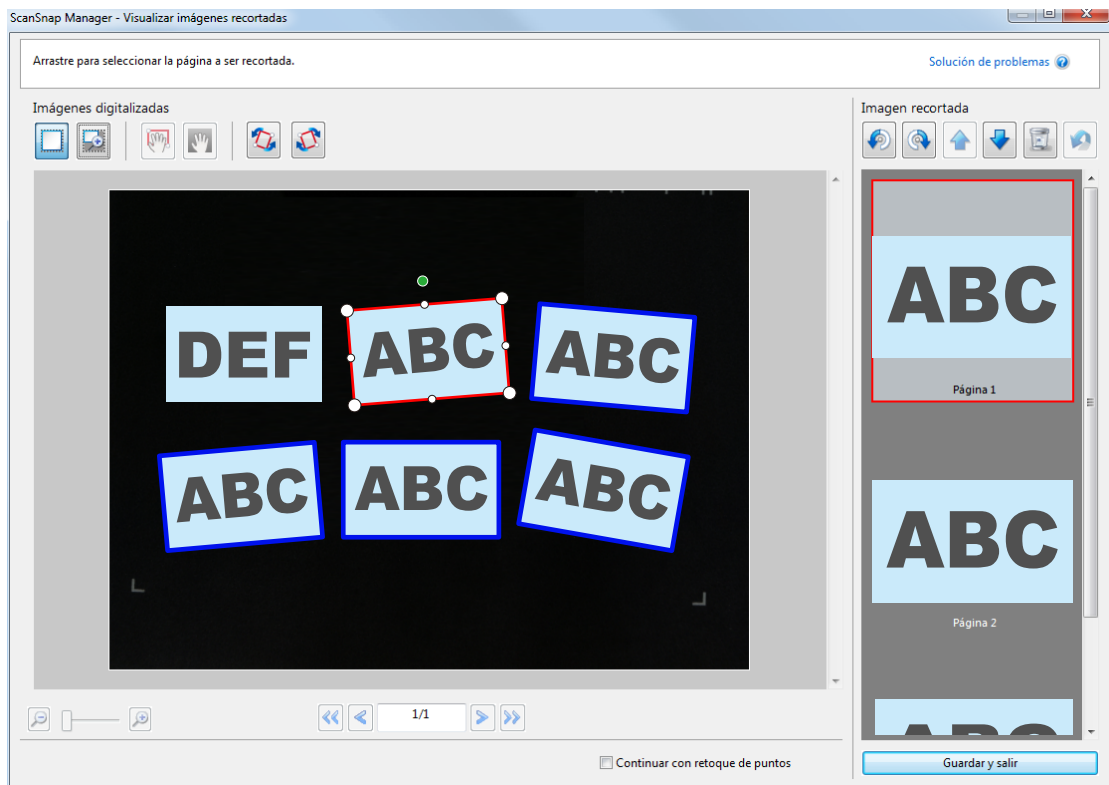 ScanSnap Manager - Visualizar imágenes recortadas
Arrastre para seleccionar la página a ser recortada.
Solución de problemas
Imágenes digitalizadas
Imagen recortada
DEF ABC ABC
ABC ABC ABC
ABC
Página 1
ABC
Página 2
ABC
1/1
Continuar con retoque de puntos
Guardar y salir